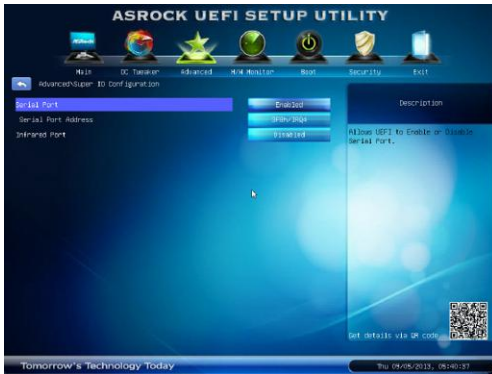 ASROCK UEFI SETUP UTILITY
Main OC Tweaker Advanced H/W Monitor Boot Security Exit
Advanced\Super IO Configuration
Serial Port Enabled
Serial Port Address 3F8h/IRQ4
Infrared Port Disabled
Description
Allows UEFI to Enable or Disable
Serial Port.
Get details via QR code
Tomorrow's Technology Today
Thu 09/05/2013, 05:40:37